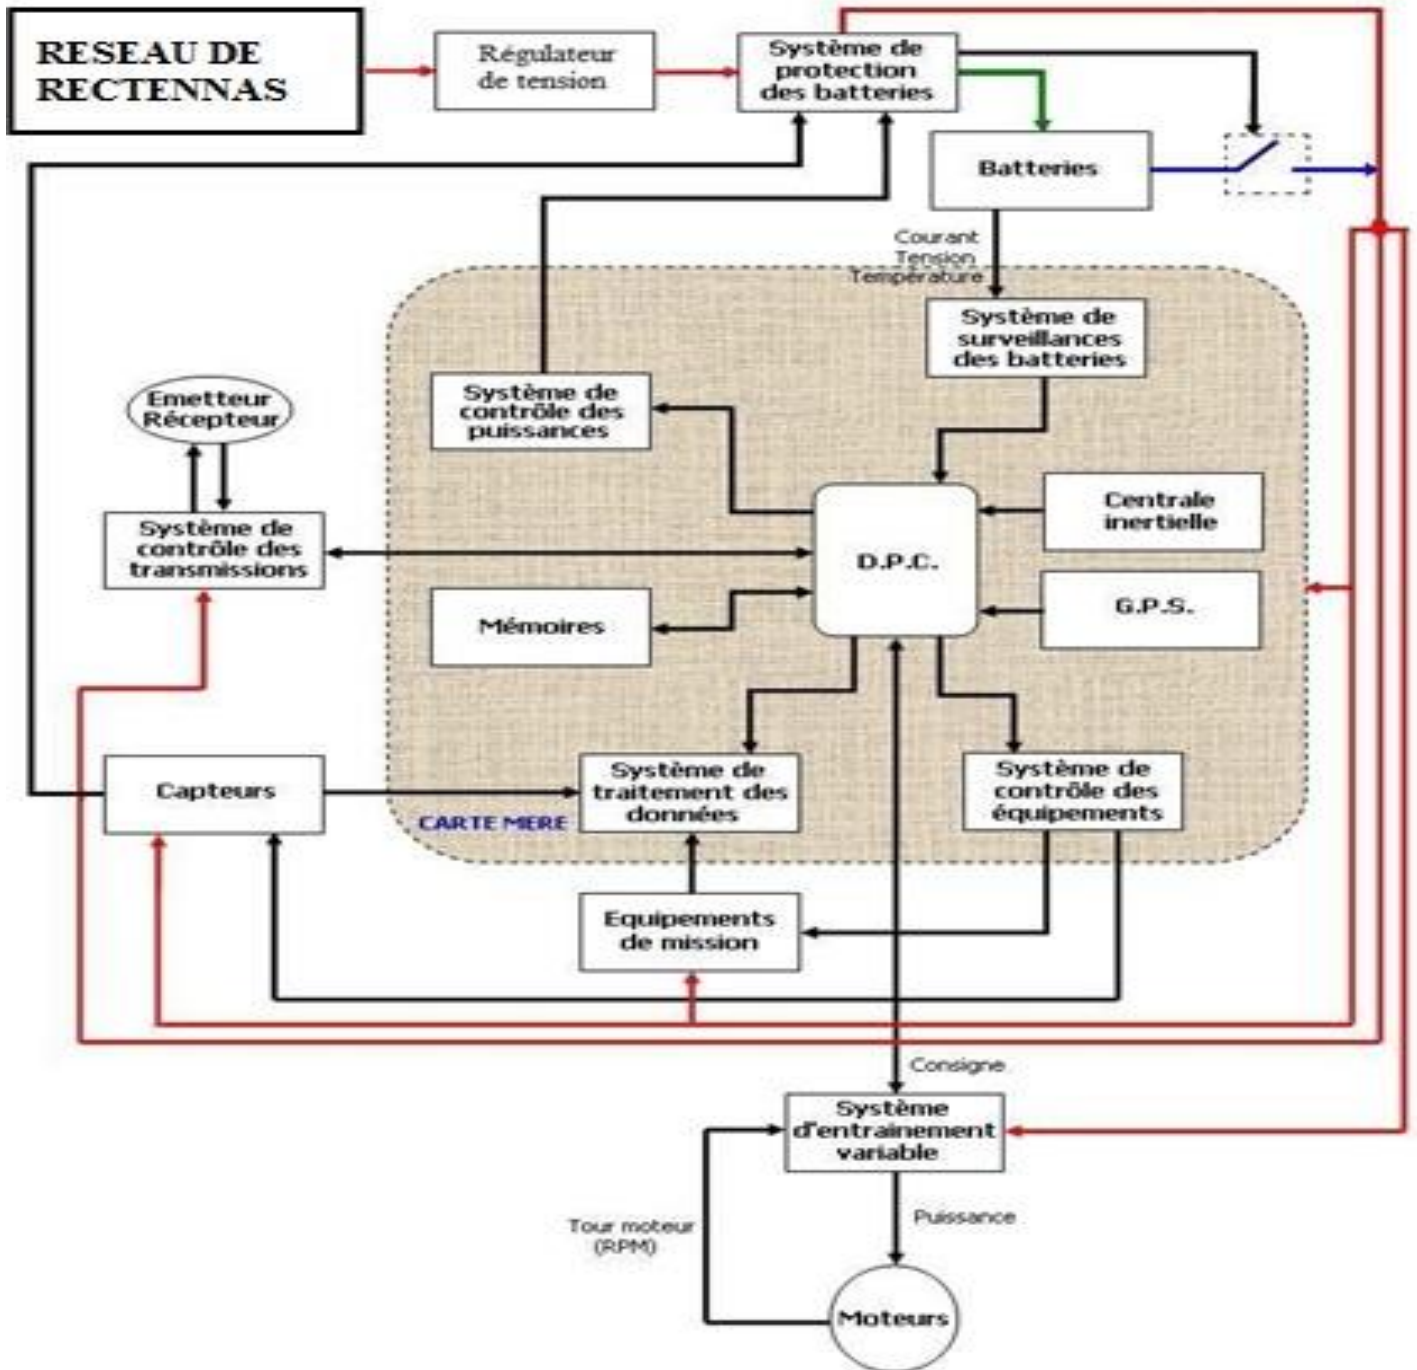 RESEAU DE
RECTENNAS
Régulateur
de tension
Système de
protection
des batteries
Batteries
Courant
Tension
Température
Système de
surveillances
des batteries
Emetteur
Récepteur
Système de
contrôle des
puissances
Centrale
inertielle
Système de
contrôle des
transmissions
D.P.C.
G.P.S.
Mémoires
Capteurs
Système de
traitement des
données
CARTE MERE
Système de
contrôle des
équipements
Equipements
de mission
Consigne
Système
d'entrainement
variable
Tour moteur
(RPM)
Puissance
Moteurs